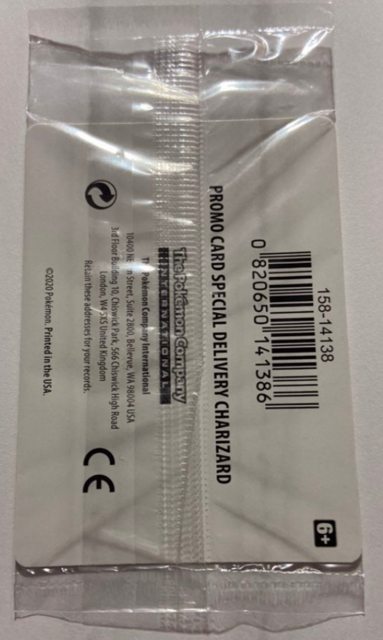 158-14138
0 820650 141386
6+
PROMO CARD SPECIAL DELIVERY CHARIZARD
The Pokémon Company
INTERNATIONAL
The Pokémon Company International
10400 NE Street, Suite 2800, Bellevue, WA 98004 USA
3rd Floor Building 10, Chiswick Park, 566 Chiswick High Road
London, W4 5XS United Kingdom
Retain these addresses for your records.
CE
©2020 Pokémon. Printed in the USA.